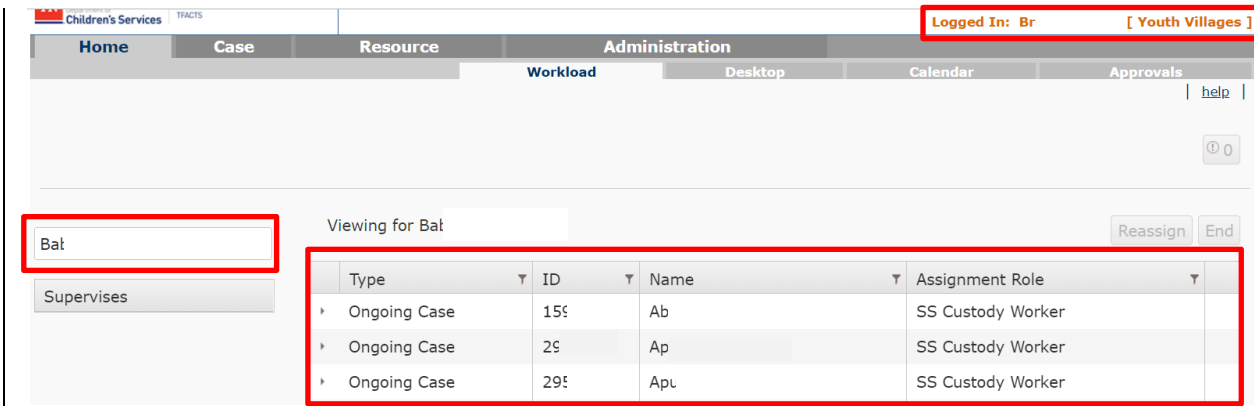 Children's Services TFACTS
Logged In: Br [ Youth Villages ]
Home Case Resource Administration
Workload Desktop Calendar Approvals
| help |
0
Viewing for Bab
Reassign End
Bab
Supervises
Type ID Name Assignment Role
Ongoing Case 159 Ab SS Custody Worker
Ongoing Case 29 Ap SS Custody Worker
Ongoing Case 295 Apu SS Custody Worker